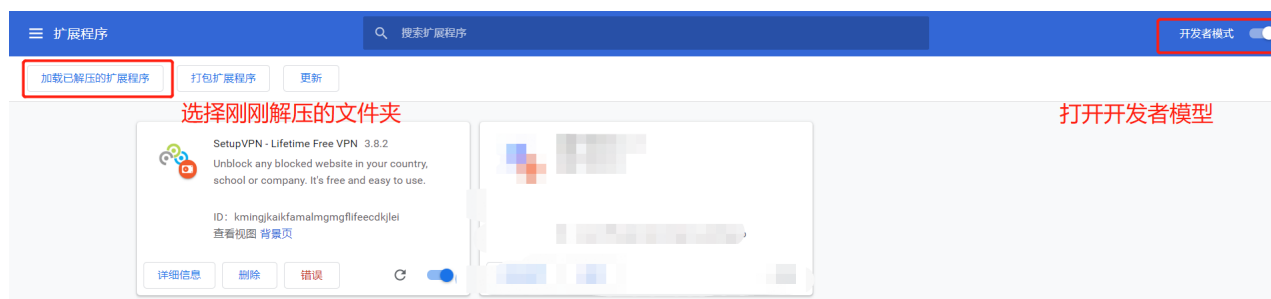 扩展程序
搜索扩展程序
开发者模式
加载已解压的扩展程序
打包扩展程序
更新
选择刚刚解压的文件夹
打开开发者模型
SetupVPN - Lifetime Free VPN 3.8.2
Unblock any blocked website in your country,
school or company. It's free and easy to use.
ID：kmingjkaikfamalmgmgflifeecdkjlei
查看视图 背景页
详细信息
删除
错误